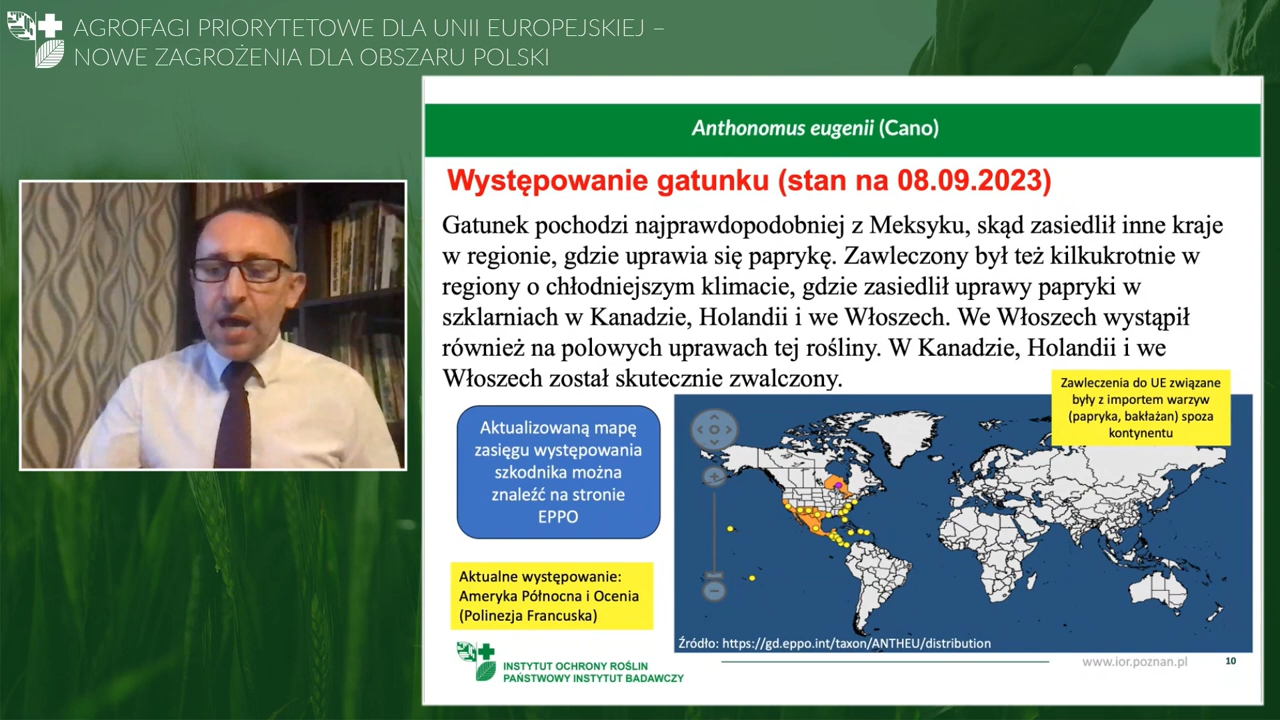 AGROFAGI PRIORYTETOWE DLA UNII EUROPEJSKIEJ –
NOWE ZAGROŻENIA DLA OBSZARU POLSKI
Anthonomus eugenii (Cano)
Występowanie gatunku (stan na 08.09.2023)
Gatunek pochodzi najprawdopodobniej z Meksyku, skąd zasiedlił inne kraje
w regionie, gdzie uprawia się paprykę. Zawleczony był też kilkukrotnie w
regiony o chłodniejszym klimacie, gdzie zasiedlił uprawy papryki w
szklarniach w Kanadzie, Holandii i we Włoszech. We Włoszech wystąpił
również na polowych uprawach tej rośliny. W Kanadzie, Holandii i we
Włoszech został skutecznie zwalczony.
Zawleczenia do UE związane
były z importem warzyw
(papryka, bakłażan) spoza
kontynentu
Aktualizowaną mapę
zasięgu występowania
szkodnika można
znaleźć na stronie
EPPO
Aktualne występowanie:
Ameryka Północna i Ocenia
(Polinezja Francuska)
Źródło: https://gd.eppo.int/taxon/ANTHEU/distribution
INSTYTUT OCHRONY ROŚLIN
PAŃSTWOWY INSTYTUT BADAWCZY
www.ior.poznan.pl
10